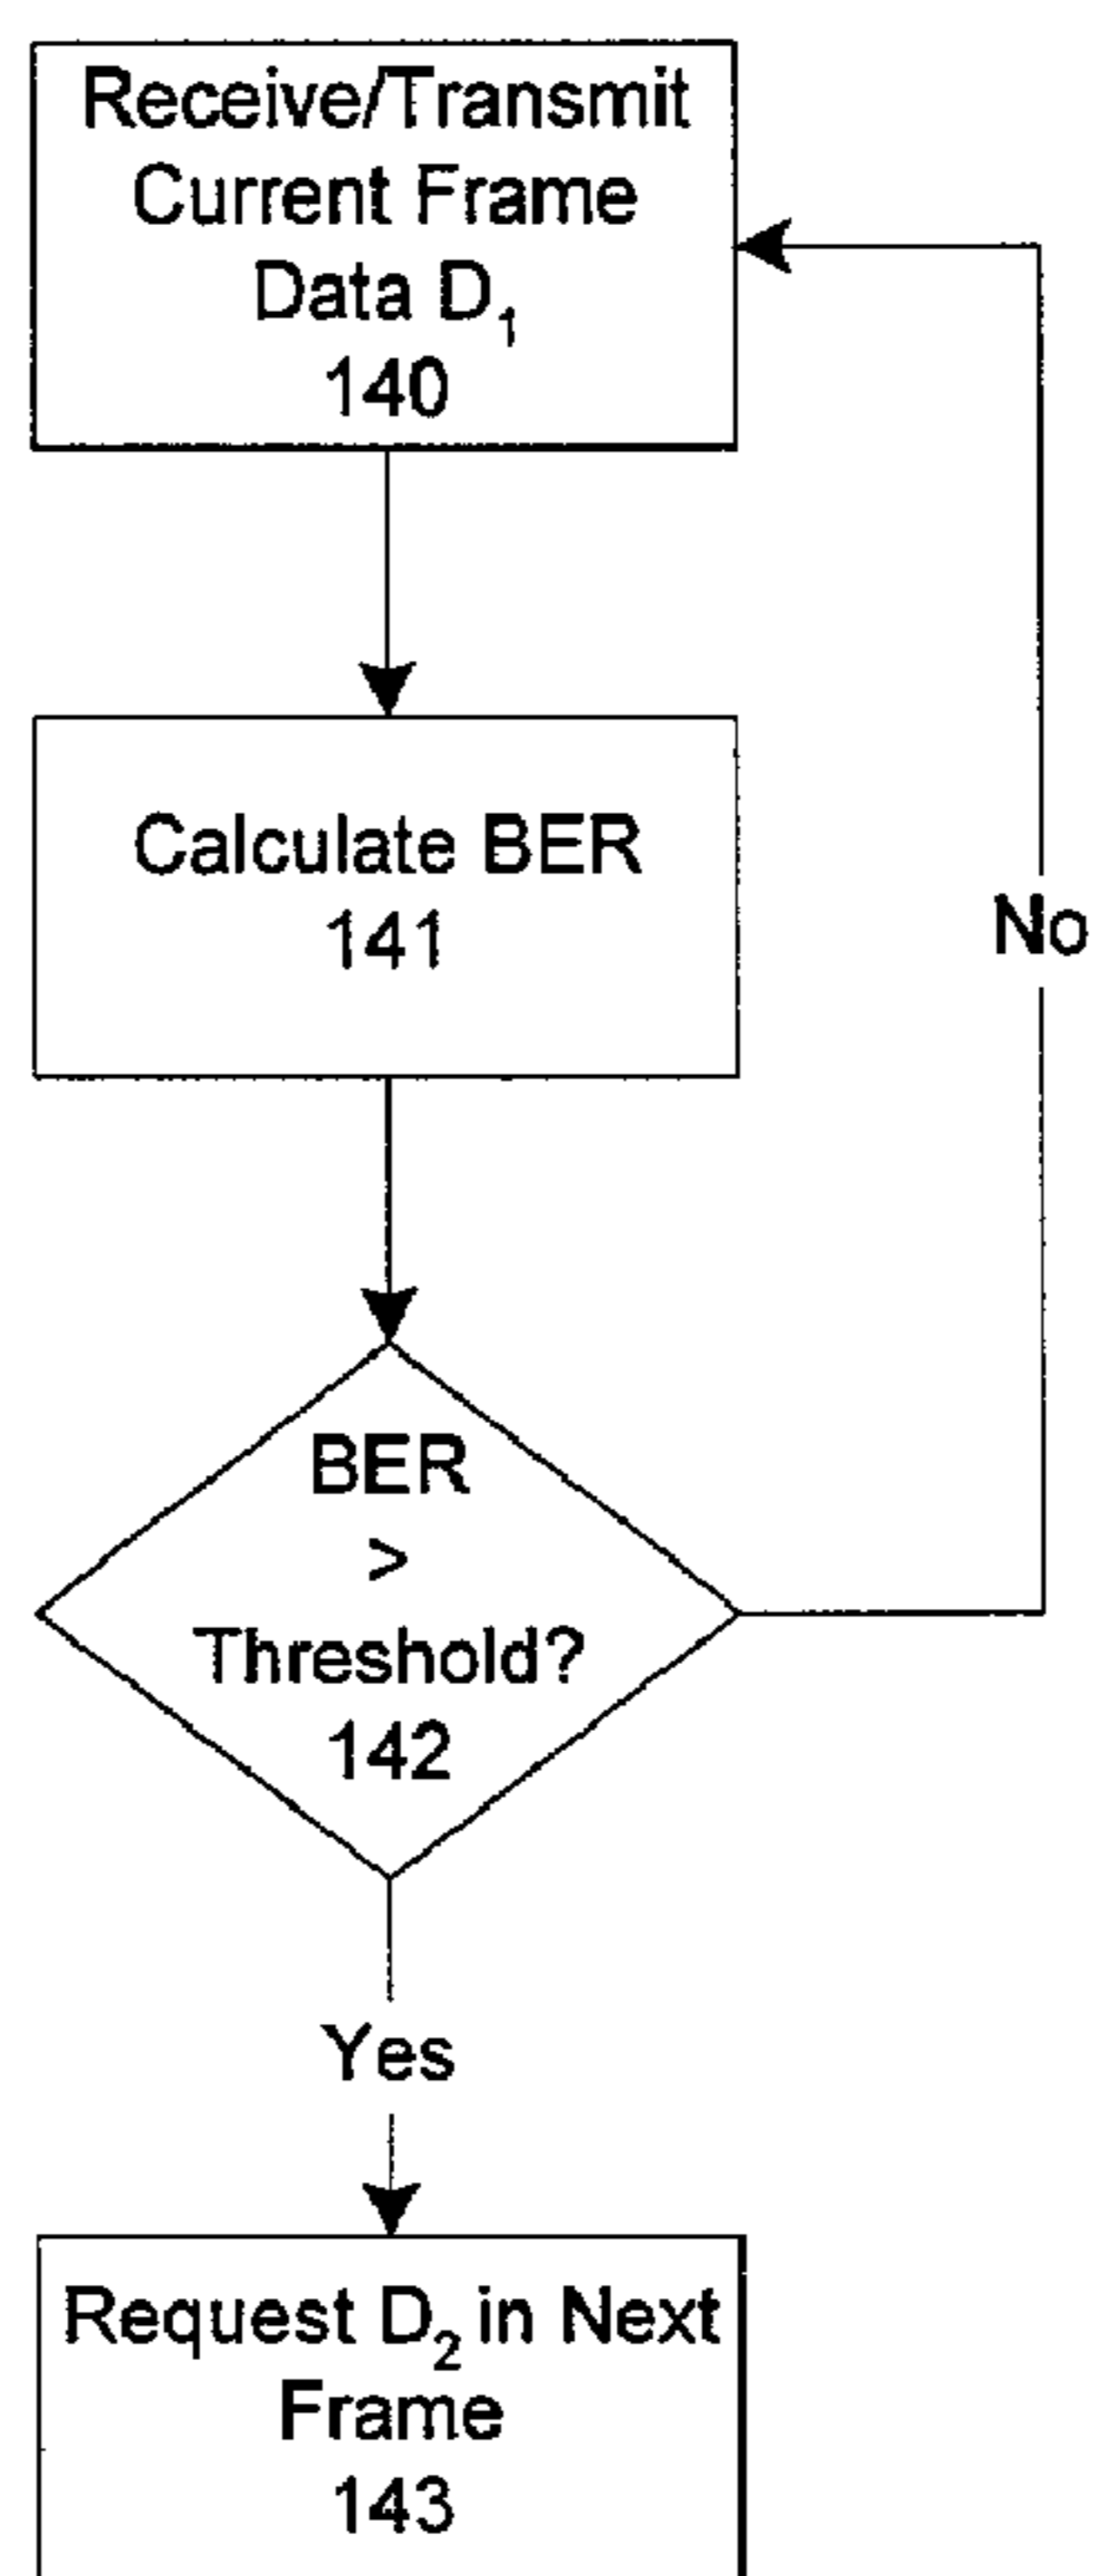 Receive/Transmit
Current Frame
Data D₁
140
Calculate BER
141
No
BER
>
Threshold?
142
Yes
Request D₂ in Next
Frame
143